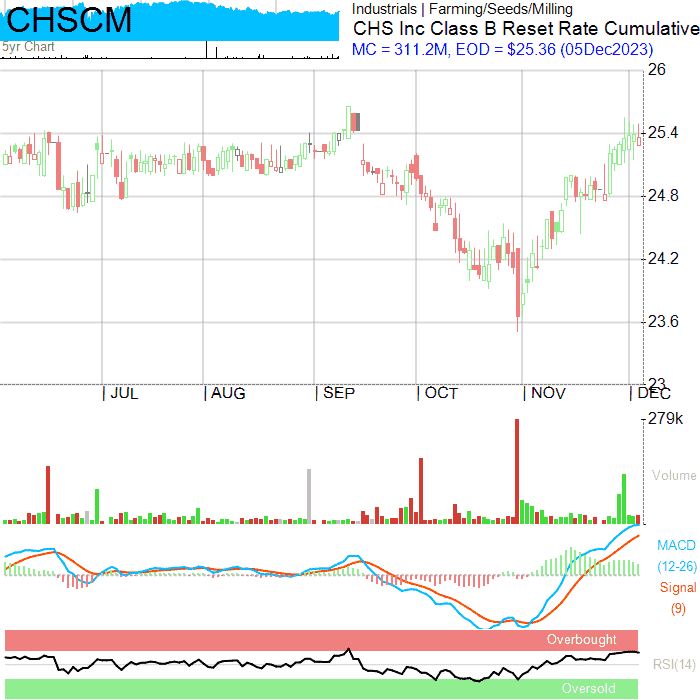 CHSCM
5yr Chart
Industrials | Farming/Seeds/Milling
CHS Inc Class B Reset Rate Cumulative
MC = 311.2M, EOD = $25.36 (05Dec2023)
26
25.4
24.8
24.2
23.6
23
JUL
AUG
SEP
OCT
NOV
DEC
279k
Volume
MACD
(12-26)
Signal
(9)
Overbought
RSI(14)
Oversold